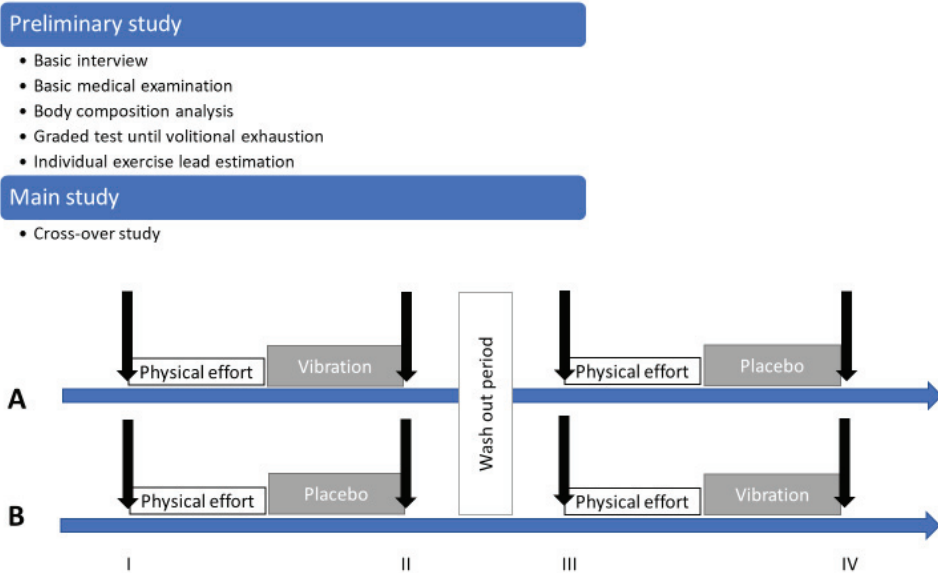 Preliminary study
• Basic interview
• Basic medical examination
• Body composition analysis
• Graded test until volitional exhaustion
• Individual exercise lead estimation
Main study
• Cross-over study
A
Physical effort
Vibration
Wash out period
Physical effort
Placebo
B
Physical effort
Placebo
Physical effort
Vibration
I
II
III
IV